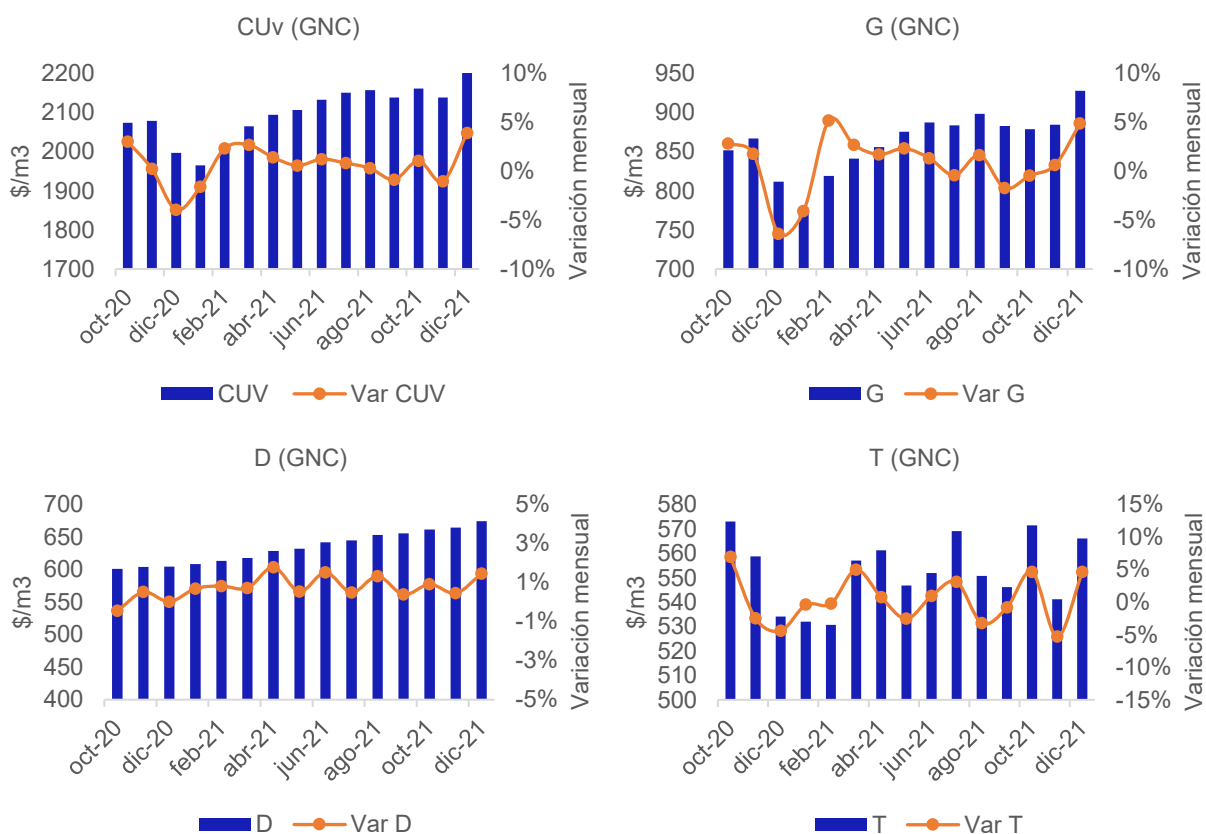 CUv (GNC)
$/m3
2200
2100
2000
1900
1800
1700
10%
5%
0%
-5%
-10%
Variación mensual
oct-20
dic-20
feb-21
abr-21
jun-21
ago-21
oct-21
dic-21
CUV
Var CUV
G (GNC)
$/m3
950
900
850
800
750
700
10%
5%
0%
-5%
-10%
Variación mensual
oct-20
dic-20
feb-21
abr-21
jun-21
ago-21
oct-21
dic-21
G
Var G
D (GNC)
$/m3
700
650
600
550
500
450
400
5%
3%
1%
-1%
-3%
-5%
Variación mensual
oct-20
dic-20
feb-21
abr-21
jun-21
ago-21
oct-21
dic-21
D
Var D
T (GNC)
$/m3
580
570
560
550
540
530
520
510
500
15%
10%
5%
0%
-5%
-10%
-15%
Variación mensual
oct-20
dic-20
feb-21
abr-21
jun-21
ago-21
oct-21
dic-21
T
Var T